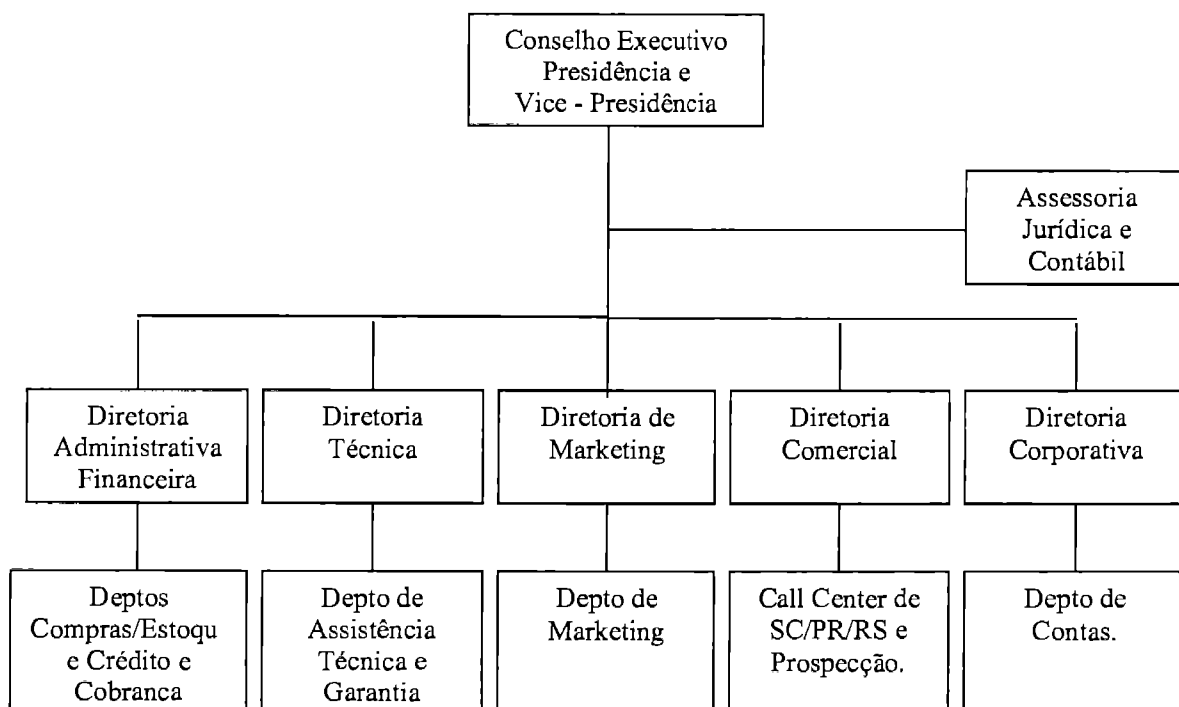 Conselho Executivo
Presidência e
Vice - Presidência
Assessoria
Jurídica e
Contábil
Diretoria
Administrativa
Financeira
Diretoria
Técnica
Diretoria de
Marketing
Diretoria
Comercial
Diretoria
Corporativa
Deptos
Compras/Estoqu
e Crédito e
Cobranca
Depto de
Assistência
Técnica e
Garantia
Depto de
Marketing
Call Center de
SC/PR/RS e
Prospecção.
Depto de
Contas.